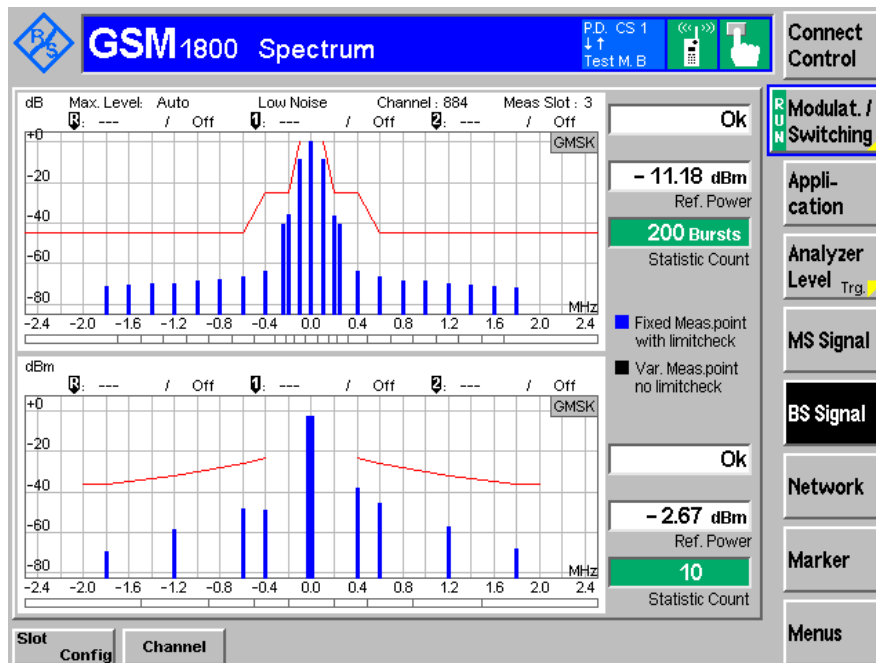 R/S
GSM 1800 Spectrum
P.D. CS 1
Test M. B
Connect
Control
dB Max. Level: Auto Low Noise Channel : 884 Meas Slot : 3
R: --- / Off 1: --- / Off 2: --- / Off
GMSK
+0
-20
-40
-60
-80
MHz
-2.4 -2.0 -1.6 -1.2 -0.8 -0.4 0.0 0.4 0.8 1.2 1.6 2.0 2.4
Ok
- 11.18 dBm
Ref. Power
200 Bursts
Statistic Count
Fixed Meas.point
with limitcheck
Var. Meas.point
no limitcheck
dBm
R: --- / Off 1: --- / Off 2: --- / Off
GMSK
+0
-20
-40
-60
-80
MHz
-2.4 -2.0 -1.6 -1.2 -0.8 -0.4 0.0 0.4 0.8 1.2 1.6 2.0 2.4
Ok
- 2.67 dBm
Ref. Power
10
Statistic Count
RUN
Modulat. /
Switching
Appli-
cation
Analyzer
Level Trg.
MS Signal
BS Signal
Network
Marker
Menus
Slot
Config
Channel